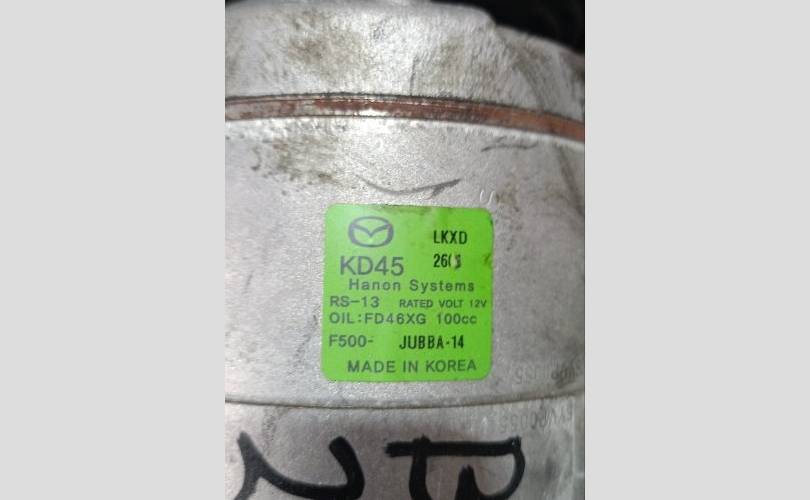 LKXD
KD45
Hanon Systems
RS-13 RATED VOLT 12V
OIL:FD46XG 100cc
F500- JUBBA-14
MADE IN KOREA